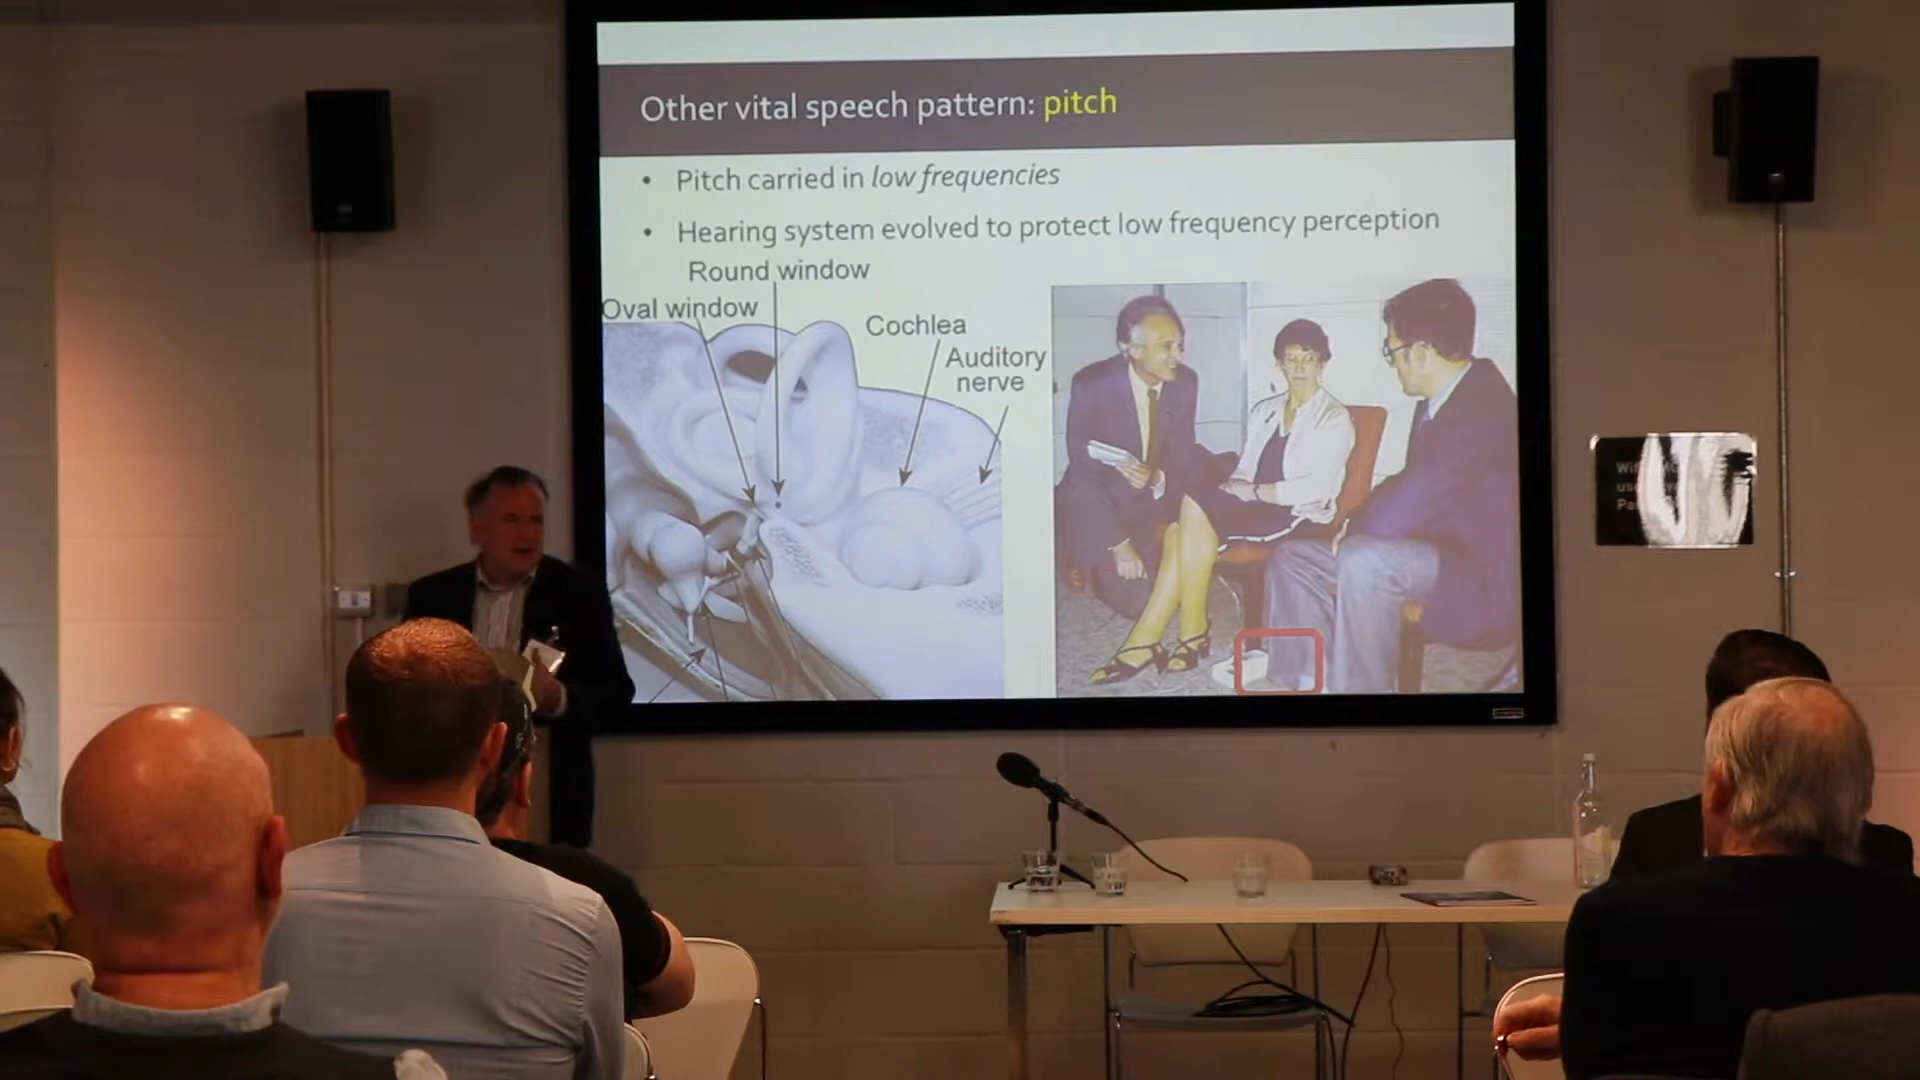 Other vital speech pattern: pitch
• Pitch carried in low frequencies
• Hearing system evolved to protect low frequency perception
Round window
Oval window
Cochlea
Auditory
nerve